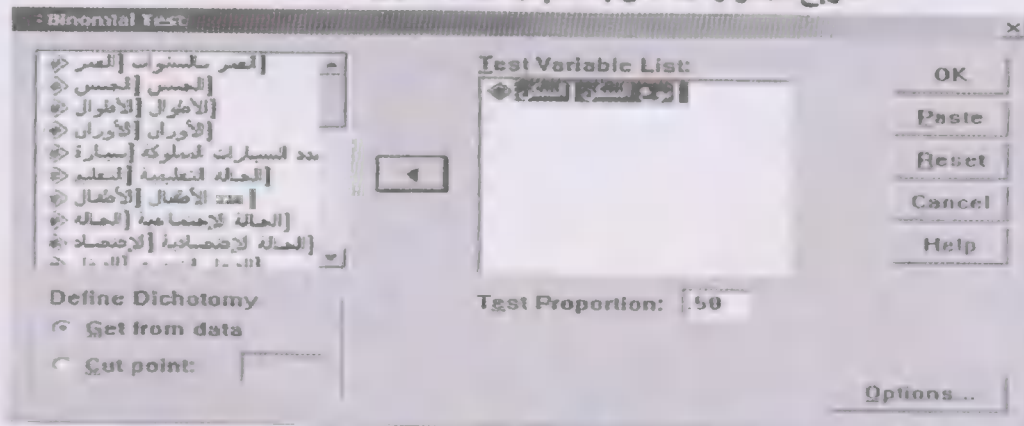 Binomial Test
العمر بالسنوات [العمر]
الجنس [الجنس]
الأطوال [الأطوال]
الأوزان [الأوزان]
عدد السيارات المملوكة [سيارة]
الحالة التعليمية [التعليم]
عدد الأطفال [الأطفال]
الحالة الإجتماعية [الحالة]
الحالة الإقتصادية [الإقتصاد]
Test Variable List:
OK
Paste
Reset
Cancel
Help
Define Dichotomy
Get from data
Cut point:
Test Proportion: .50
Options...